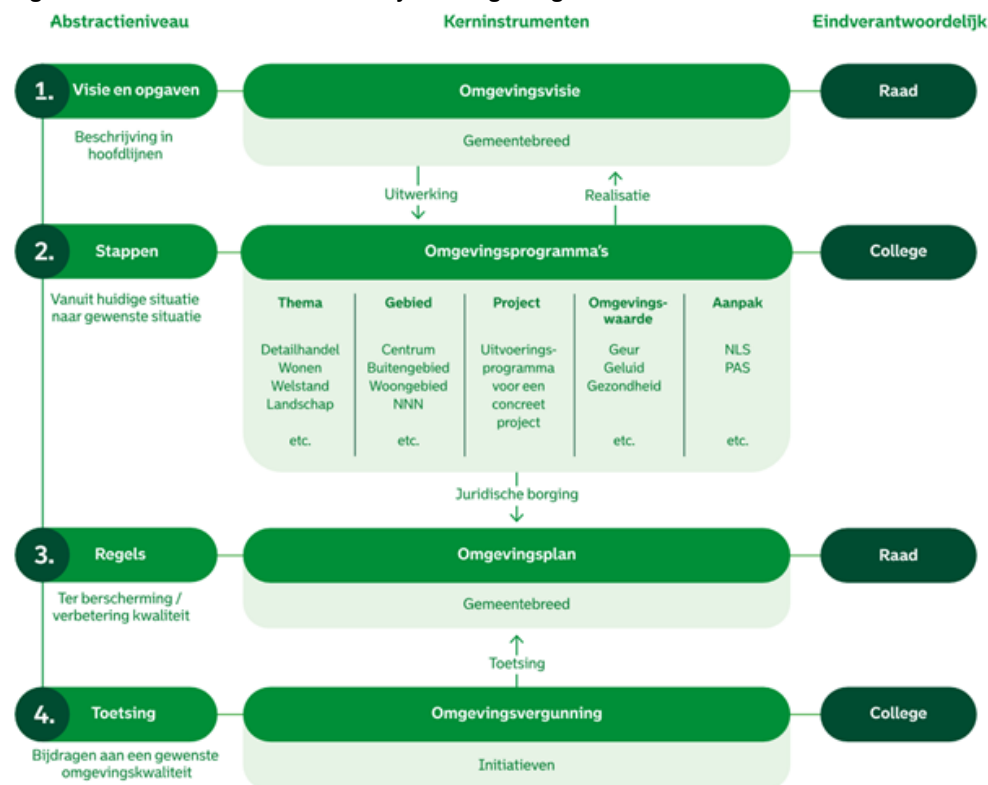 Abstractieniveau
Kerninstrumenten
Eindverantwoordelijk
1. Visie en opgaven
Omgevingsvisie
Raad
Beschrijving in
hoofdlijnen
Gemeentebreed
Uitwerking
Realisatie
2. Stappen
Omgevingsprogramma's
College
Vanuit huidige situatie
naar gewenste situatie
Thema
Detailhandel
Wonen
Welstand
Landschap
etc.
Gebied
Centrum
Buitengebied
Woongebied
NNN
etc.
Project
Uitvoerings-
programma
voor een
concreet
project
Omgevings-
waarde
Geur
Geluid
Gezondheid
etc.
Aanpak
NLS
PAS
etc.
Juridische borging
3. Regels
Omgevingsplan
Raad
Ter berscherming /
verbetering kwaliteit
Gemeentebreed
Toetsing
4. Toetsing
Omgevingsvergunning
College
Bijdragen aan een gewenste
omgevingskwaliteit
Initiatieven